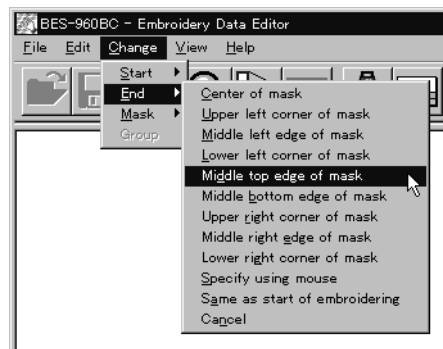 BES-960BC - Embroidery Data Editor
File Edit Change View Help
Start
End
Mask
Group
Center of mask
Upper left corner of mask
Middle left edge of mask
Lower left corner of mask
Middle top edge of mask
Middle bottom edge of mask
Upper right corner of mask
Middle right edge of mask
Lower right corner of mask
Specify using mouse
Same as start of embroidering
Cancel